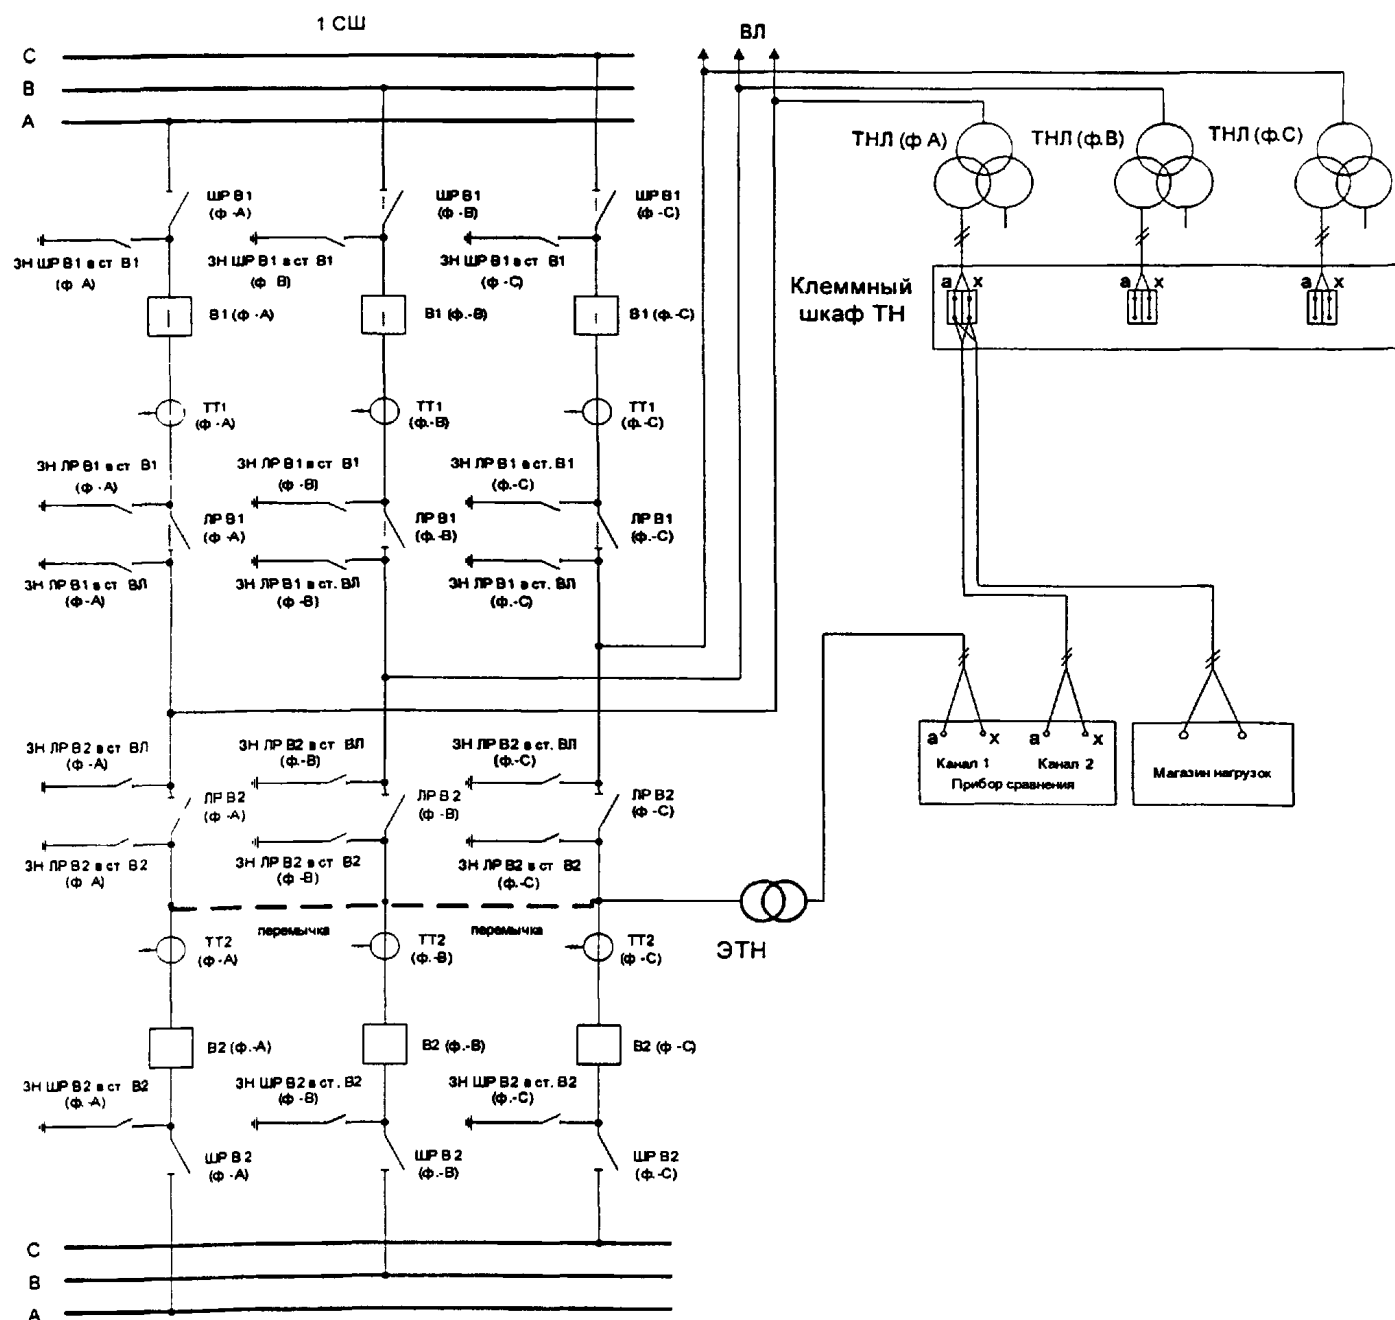 1 СШ
ВЛ
C
B
A
ТНЛ (ф А)
ТНЛ (ф.В)
ТНЛ (ф.С)
ШР В1
(ф -А)
ШР В1
(ф -В)
ШР В1
(ф -С)
ЗН ШР В1 в ст В1
(ф А)
ЗН ШР В1 в ст В1
(ф В)
ЗН ШР В1 в ст В1
(ф -С)
Клеммный
шкаф ТН
а х
а х
а х
В1 (ф -А)
В1 (ф.-В)
В1 (ф.-С)
ТТ1
(ф -А)
ТТ1
(ф.-В)
ТТ1
(ф.-С)
ЗН ЛР В1 в ст В1
(ф -А)
ЗН ЛР В1 в ст В1
(ф -В)
ЗН ЛР В1 в ст. В1
(ф.-С)
ЛР В1
(ф -А)
ЛР В1
(ф.-В)
ЛР В1
(ф.-С)
ЗН ЛР В1 в ст ВЛ
(ф -А)
ЗН ЛР В1 в ст. ВЛ
(ф -В)
ЗН ЛР В1 в ст. ВЛ
(ф.-С)
ЗН ЛР В2 в ст ВЛ
(ф -А)
ЗН ЛР В2 в ст ВЛ
(ф.-В)
ЗН ЛР В2 в ст. ВЛ
(ф.-С)
а х
а х
Канал 1
Канал 2
Прибор сравнения
Магазин нагрузок
ЛР В2
(ф -А)
ЛР В2
(ф -В)
ЛР В2
(ф -С)
ЗН ЛР В2 в ст В2
(ф А)
ЗН ЛР В2 в ст В2
(ф -В)
ЗН ЛР В2 в ст В2
(ф.-С)
перемычка
перемычка
ЭТН
ТТ2
(ф -А)
ТТ2
(ф.-В)
ТТ2
(ф -С)
В2 (ф.-А)
В2 (ф.-В)
В2 (ф -С)
ЗН ШР В2 в ст В2
(ф.-А)
ЗН ШР В2 в ст. В2
(ф -В)
ЗН ШР В2 в ст. В2
(ф.-С)
ШР В2
(ф -А)
ШР В2
(ф.-В)
ШР В2
(ф.-С)
C
B
A